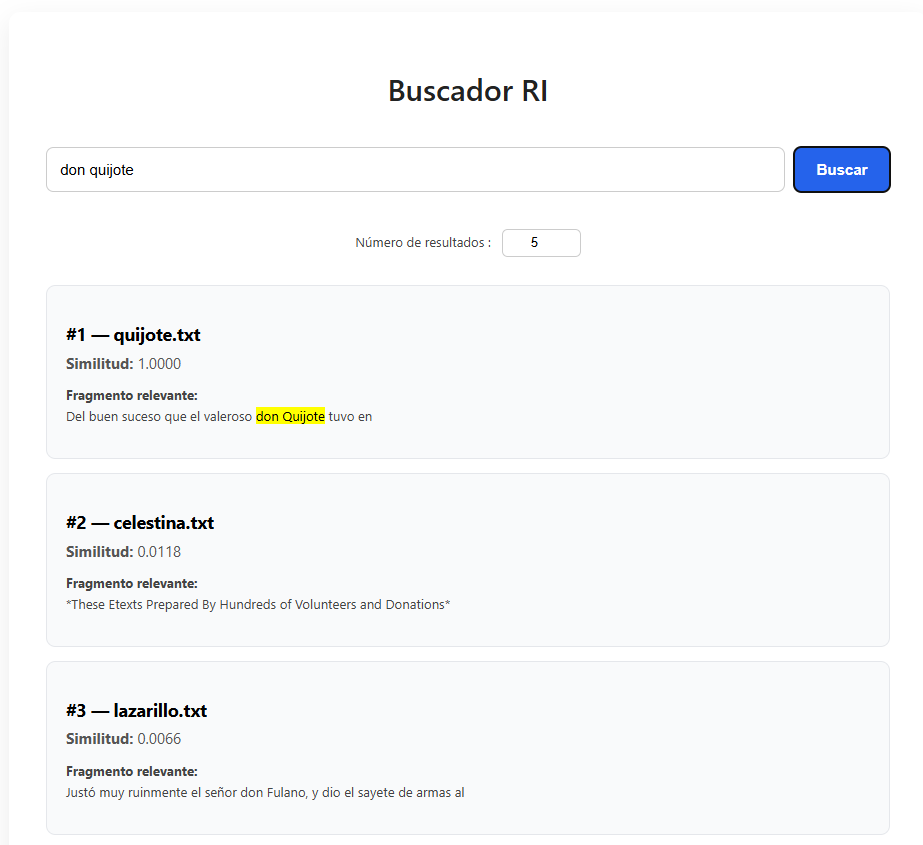 Buscador RI
don quijote
Buscar
Número de resultados :
5
#1 — quijote.txt
Similitud: 1.0000
Fragmento relevante:
Del buen suceso que el valeroso don Quijote tuvo en
#2 — celestina.txt
Similitud: 0.0118
Fragmento relevante:
*These Etexts Prepared By Hundreds of Volunteers and Donations*
#3 — lazarillo.txt
Similitud: 0.0066
Fragmento relevante:
Justó muy ruinmente el señor don Fulano, y dio el sayete de armas al